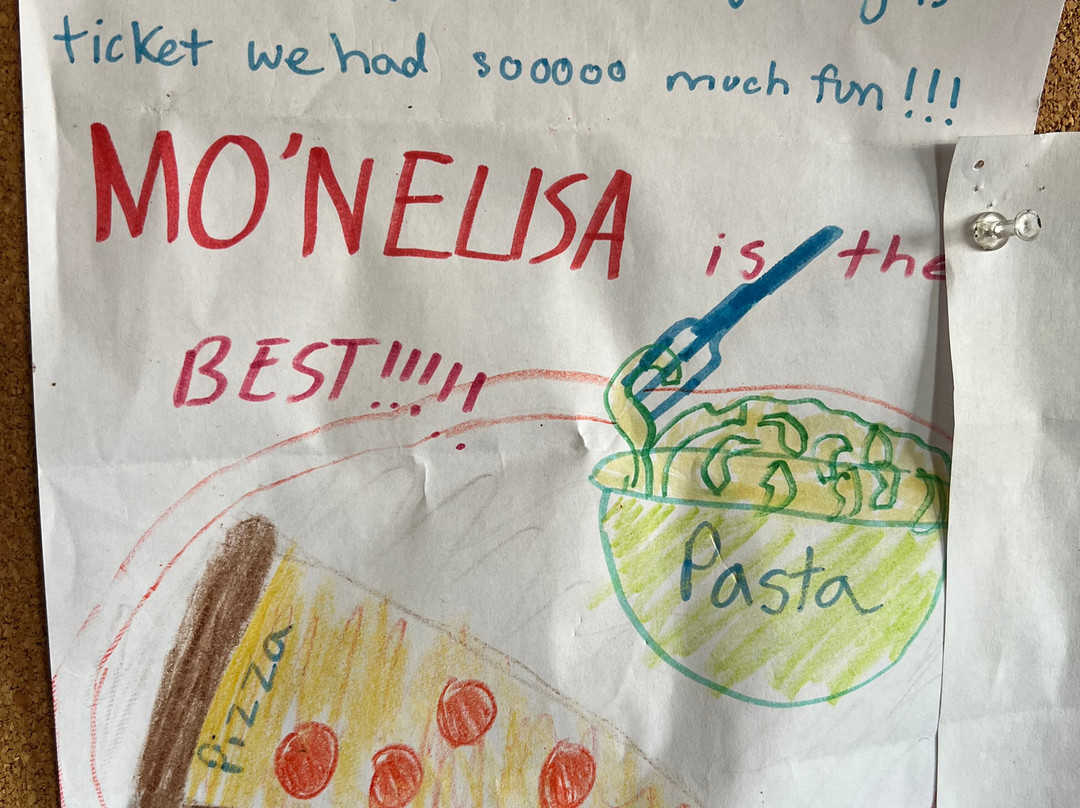 ticket we had sooooo much fun!!!
MO'NELISA is the
BEST!!!!!
Pasta
Pizza